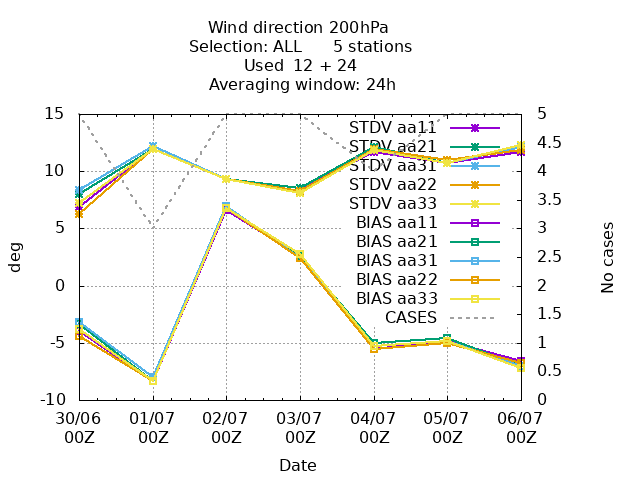 Wind direction 200hPa
Selection: ALL 5 stations
Used 12 + 24
Averaging window: 24h
15
10
5
0
-5
-10
deg
5
4.5
4
3.5
3
2.5
2
1.5
1
0.5
0
No cases
STDV aa11
STDV aa21
STDV aa31
STDV aa22
STDV aa33
BIAS aa11
BIAS aa21
BIAS aa31
BIAS aa22
BIAS aa33
CASES
30/06 01/07 02/07 03/07 04/07 05/07 06/07
00Z 00Z 00Z 00Z 00Z 00Z 00Z
Date